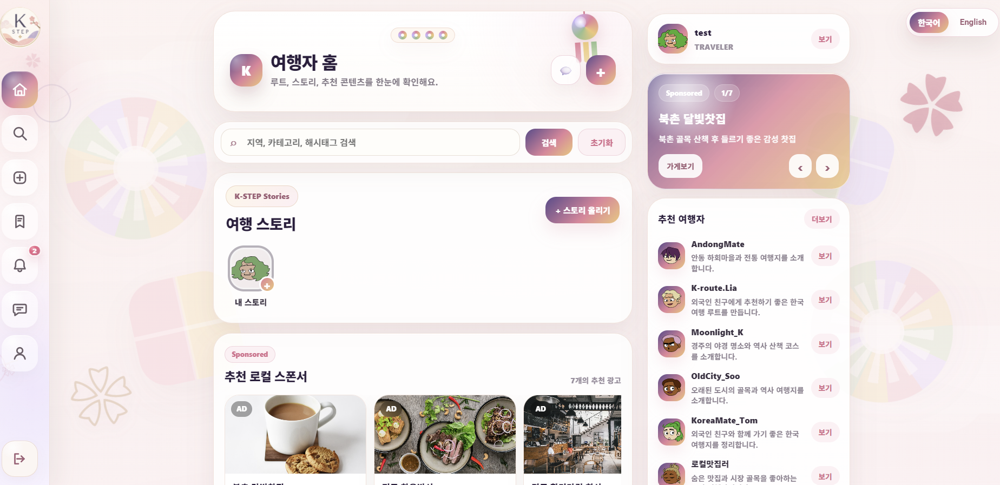 K
STEP
2
K
여행자 홈
루트, 스토리, 추천 콘텐츠를 한눈에 확인해요.
+
지역, 카테고리, 해시태그 검색
검색
초기화
K-STEP Stories
여행 스토리
+ 스토리 올리기
+
내 스토리
Sponsored
추천 로컬 스폰서
7개의 추천 광고
AD
AD
AD
test
TRAVELER
보기
Sponsored
1/7
북촌 달빛찻집
북촌 골목 산책 후 들르기 좋은 감성 찻집
가게보기
‹
›
추천 여행자
더보기
AndongMate
안동 하회마을과 전통 여행지를 소개
합니다.
보기
K-route.Lia
외국인 친구에게 추천하기 좋은 한국
여행 루트를 만듭니다.
보기
Moonlight_K
경주의 야경 명소와 역사 산책 코스
를 소개합니다.
보기
OldCity_Soo
오래된 도시의 골목과 역사 여행지를
소개합니다.
보기
KoreaMate_Tom
외국인 친구와 함께 가기 좋은 한국
여행지를 정리합니다.
보기
로컬맛집러
숨은 맛집과 시장 골목을 좋아하는
보기
한국어
English